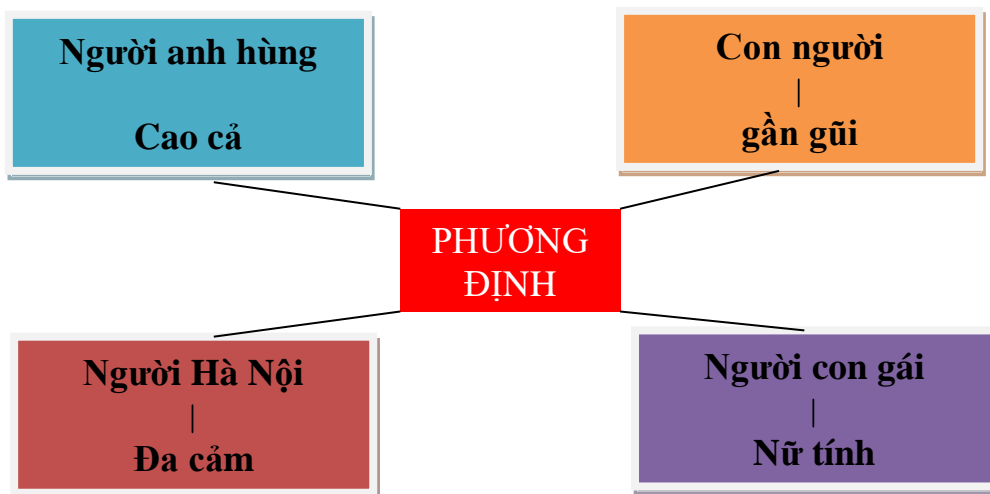 Người anh hùng
Cao cả
Con người
|
gần gũi
PHƯƠNG
ĐỊNH
Người Hà Nội
|
Đa cảm
Người con gái
|
Nữ tính